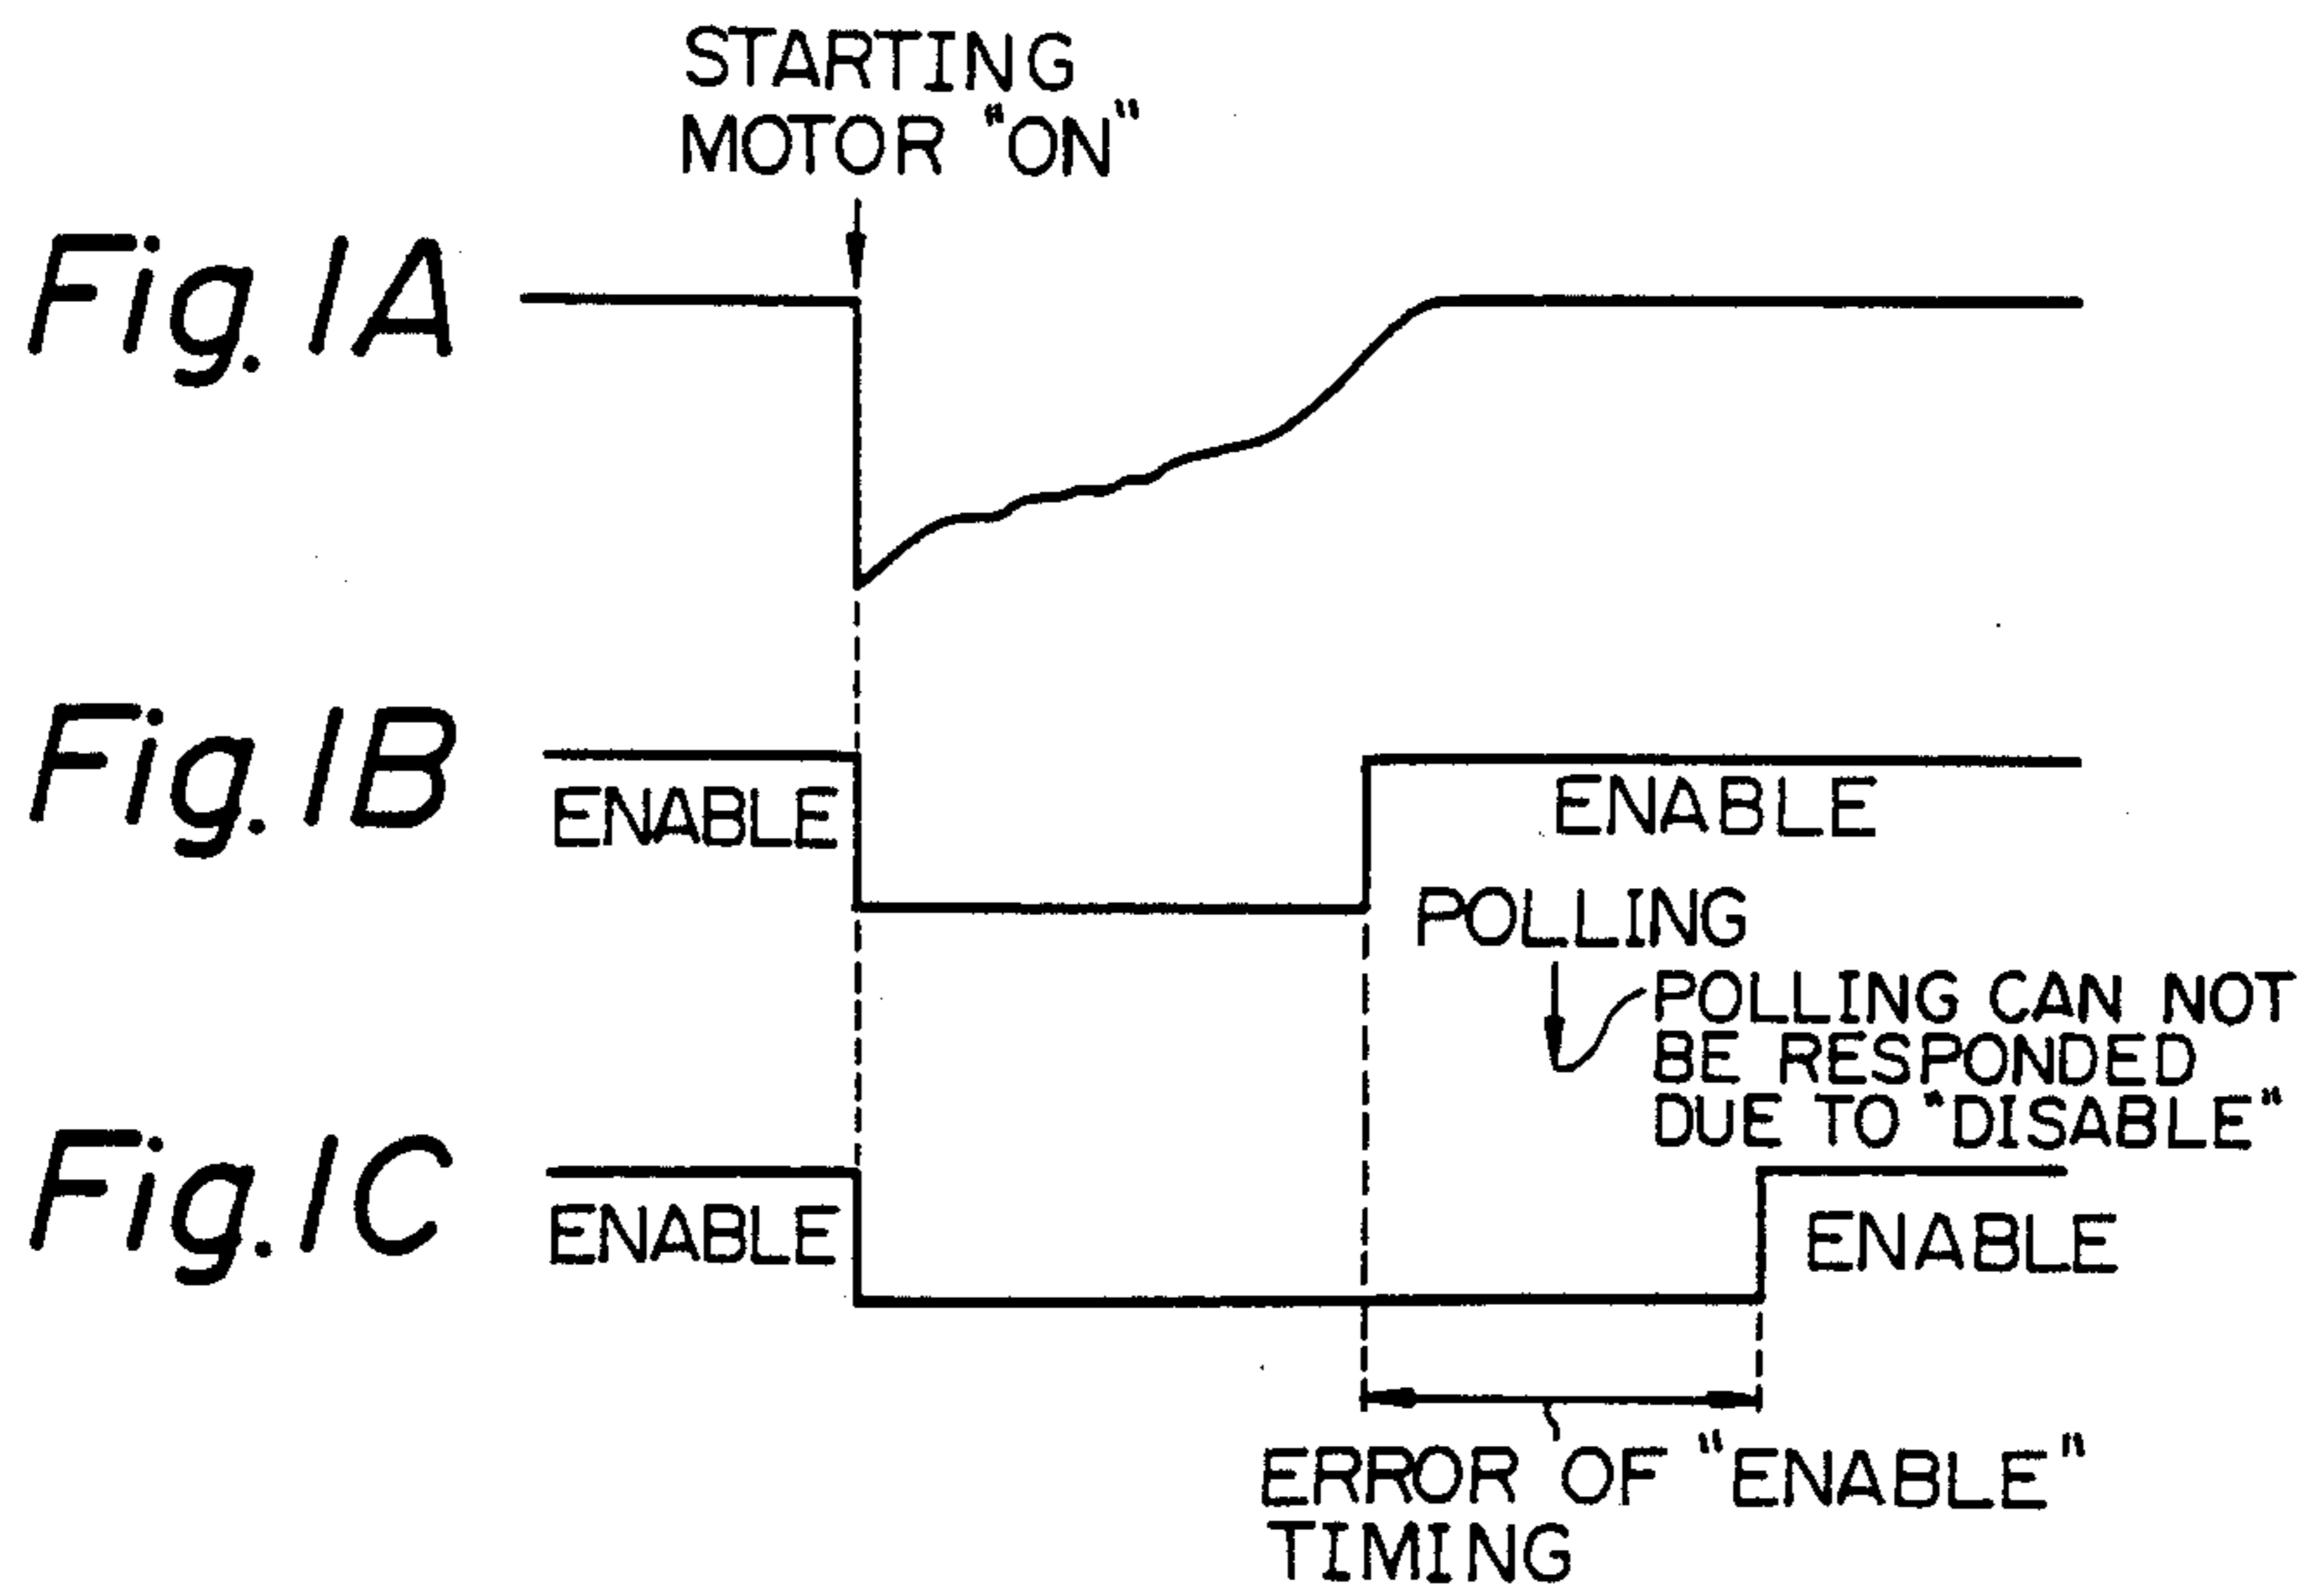 STARTING
MOTOR "ON"
Fig. 1A
Fig. 1B
ENABLE
ENABLE
POLLING
POLLING CAN NOT
BE RESPONDED
DUE TO "DISABLE"
Fig. 1C
ENABLE
ENABLE
ERROR OF "ENABLE"
TIMING